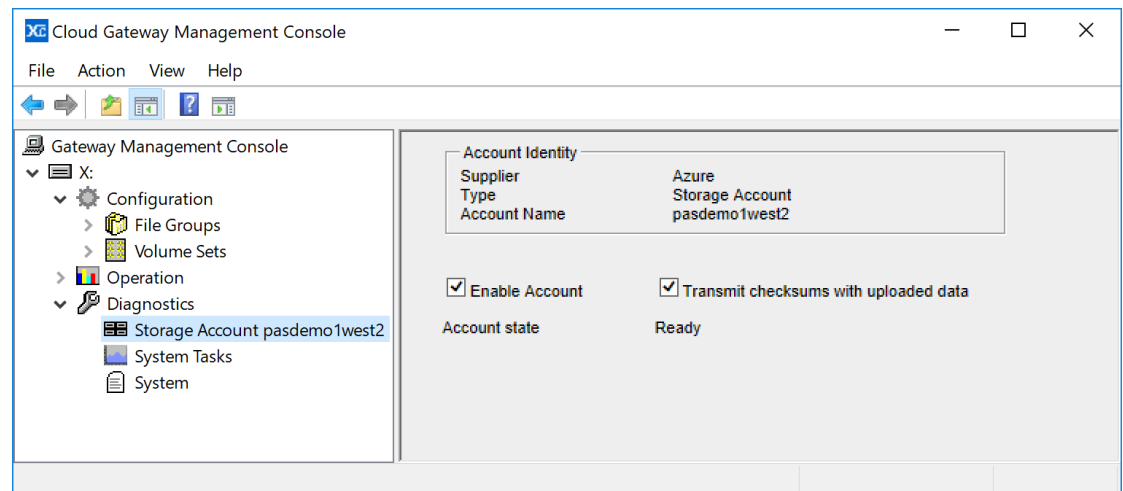 XC Cloud Gateway Management Console
File Action View Help
Gateway Management Console
X:
Configuration
File Groups
Volume Sets
Operation
Diagnostics
Storage Account pasdemo1west2
System Tasks
System
Account Identity
Supplier Azure
Type Storage Account
Account Name pasdemo1west2
Enable Account Transmit checksums with uploaded data
Account state Ready